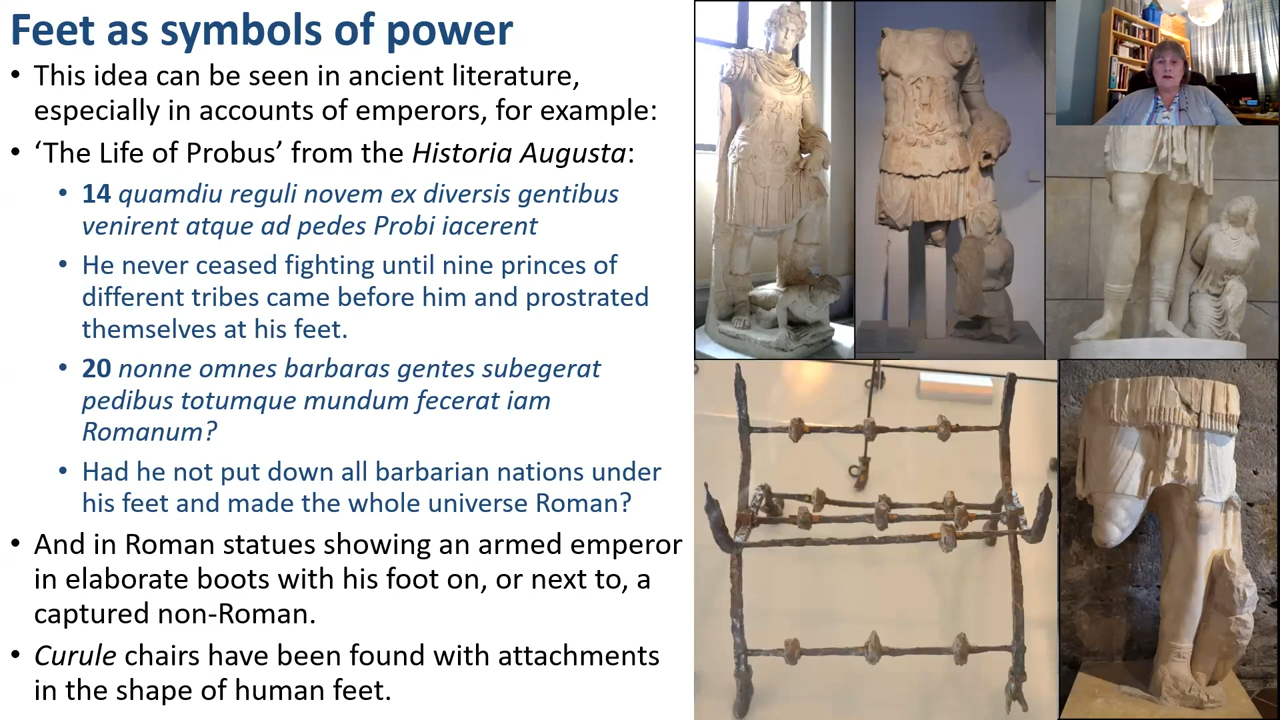 Feet as symbols of power
• This idea can be seen in ancient literature,
especially in accounts of emperors, for example:
• ‘The Life of Probus’ from the Historia Augusta:
• 14 quamdiu reguli novem ex diversis gentibus
venirent atque ad pedes Probi iacerent
• He never ceased fighting until nine princes of
different tribes came before him and prostrated
themselves at his feet.
• 20 nonne omnes barbaras gentes subegerat
pedibus totumque mundum fecerat iam
Romanum?
• Had he not put down all barbarian nations under
his feet and made the whole universe Roman?
• And in Roman statues showing an armed emperor
in elaborate boots with his foot on, or next to, a
captured non-Roman.
• Curule chairs have been found with attachments
in the shape of human feet.